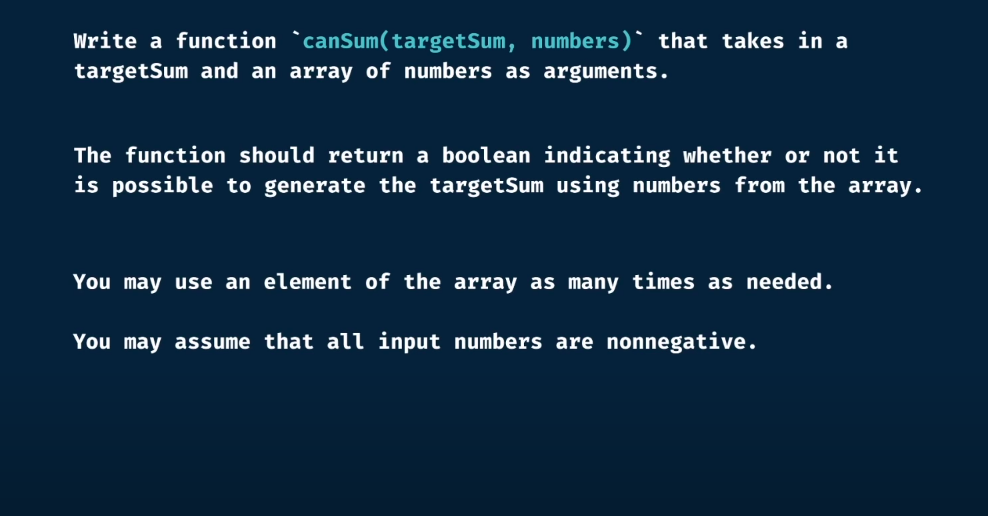 Write a function `canSum(targetSum, numbers)` that takes in a
targetSum and an array of numbers as arguments.
The function should return a boolean indicating whether or not it
is possible to generate the targetSum using numbers from the array.
You may use an element of the array as many times as needed.
You may assume that all input numbers are nonnegative.